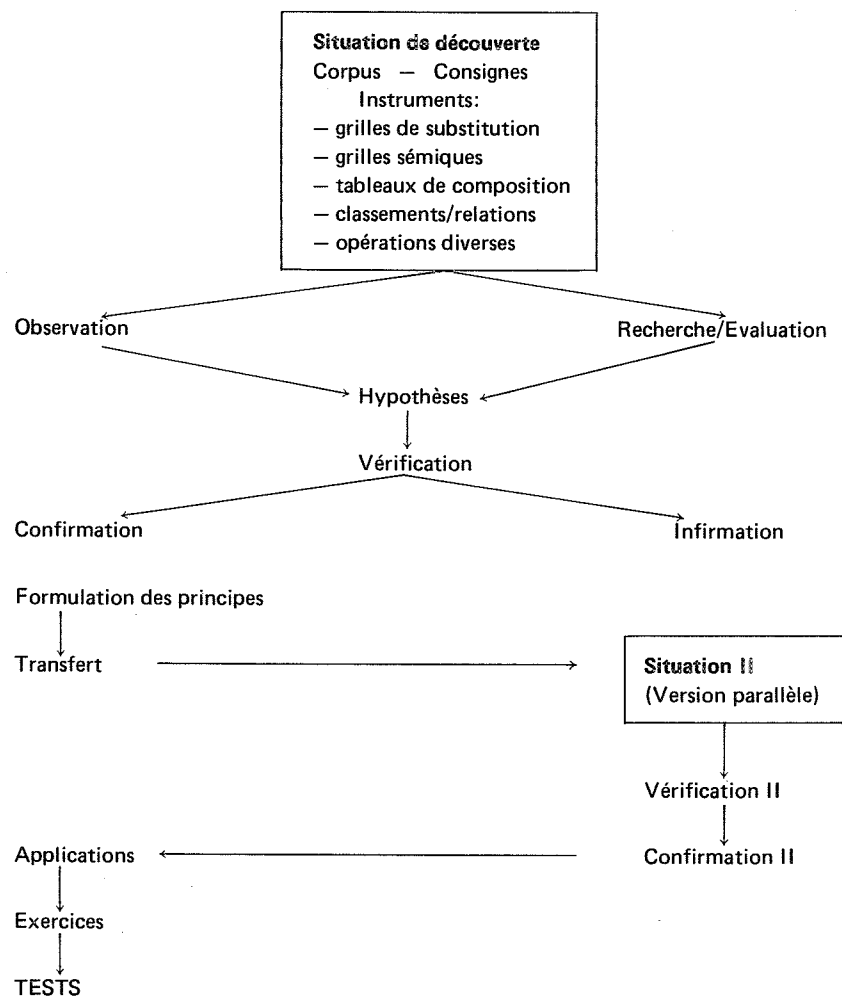 Situation de découverte
Corpus — Consignes
Instruments:
— grilles de substitution
— grilles sémiques
— tableaux de composition
— classements/relations
— opérations diverses
Observation
Recherche/Evaluation
Hypothèses
Vérification
Confirmation
Infirmation
Formulation des principes
Transfert
Situation II
(Version parallèle)
Vérification II
Applications
Confirmation II
Exercices
TESTS